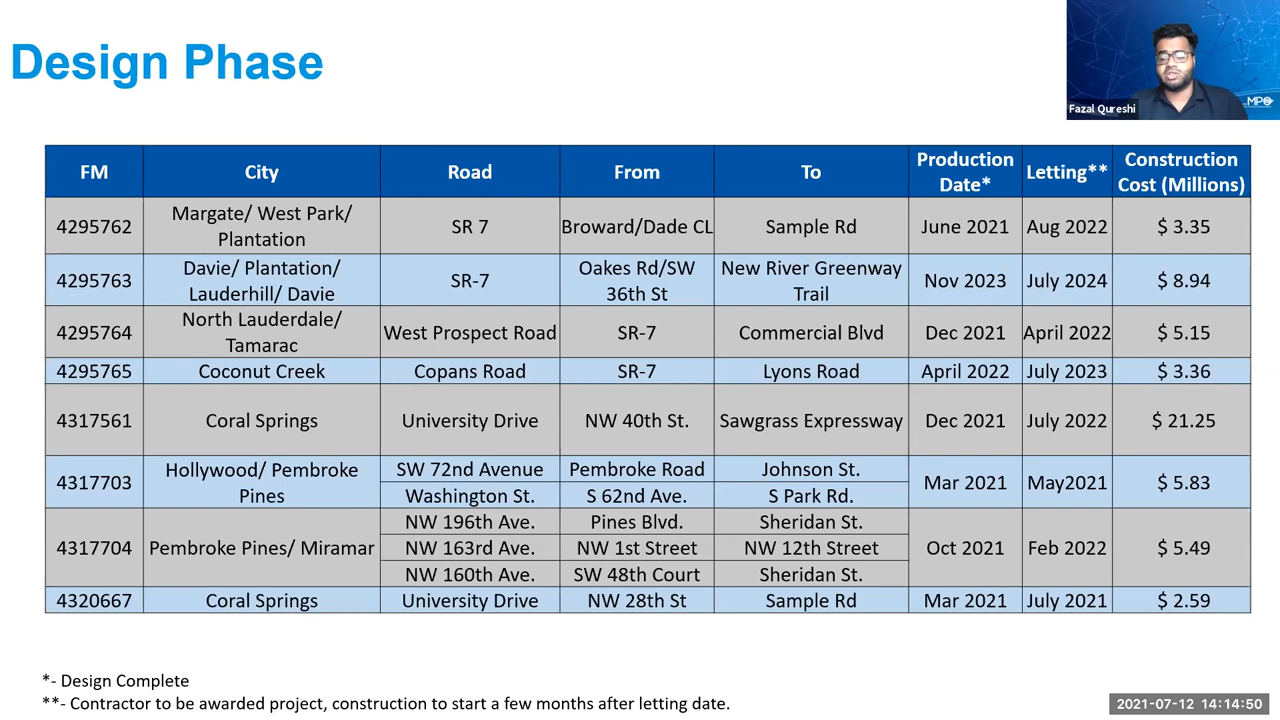 Design Phase
Fazal Qureshi
MPO
FM City Road From To Production Date* Letting** Construction Cost (Millions)
4295762 Margate/ West Park/ Plantation SR 7 Broward/Dade CL Sample Rd June 2021 Aug 2022 $ 3.35
4295763 Davie/ Plantation/ Lauderhill/ Davie SR-7 Oakes Rd/SW 36th St New River Greenway Trail Nov 2023 July 2024 $ 8.94
4295764 North Lauderdale/ Tamarac West Prospect Road SR-7 Commercial Blvd Dec 2021 April 2022 $ 5.15
4295765 Coconut Creek Copans Road SR-7 Lyons Road April 2022 July 2023 $ 3.36
4317561 Coral Springs University Drive NW 40th St. Sawgrass Expressway Dec 2021 July 2022 $ 21.25
4317703 Hollywood/ Pembroke Pines SW 72nd Avenue Pembroke Road Johnson St. Mar 2021 May2021 $ 5.83
Washington St. S 62nd Ave. S Park Rd.
4317704 Pembroke Pines/ Miramar NW 196th Ave. Pines Blvd. Sheridan St. Oct 2021 Feb 2022 $ 5.49
NW 163rd Ave. NW 1st Street NW 12th Street
NW 160th Ave. SW 48th Court Sheridan St.
4320667 Coral Springs University Drive NW 28th St Sample Rd Mar 2021 July 2021 $ 2.59
*- Design Complete
**- Contractor to be awarded project, construction to start a few months after letting date.
2021-07-12 14:14:50